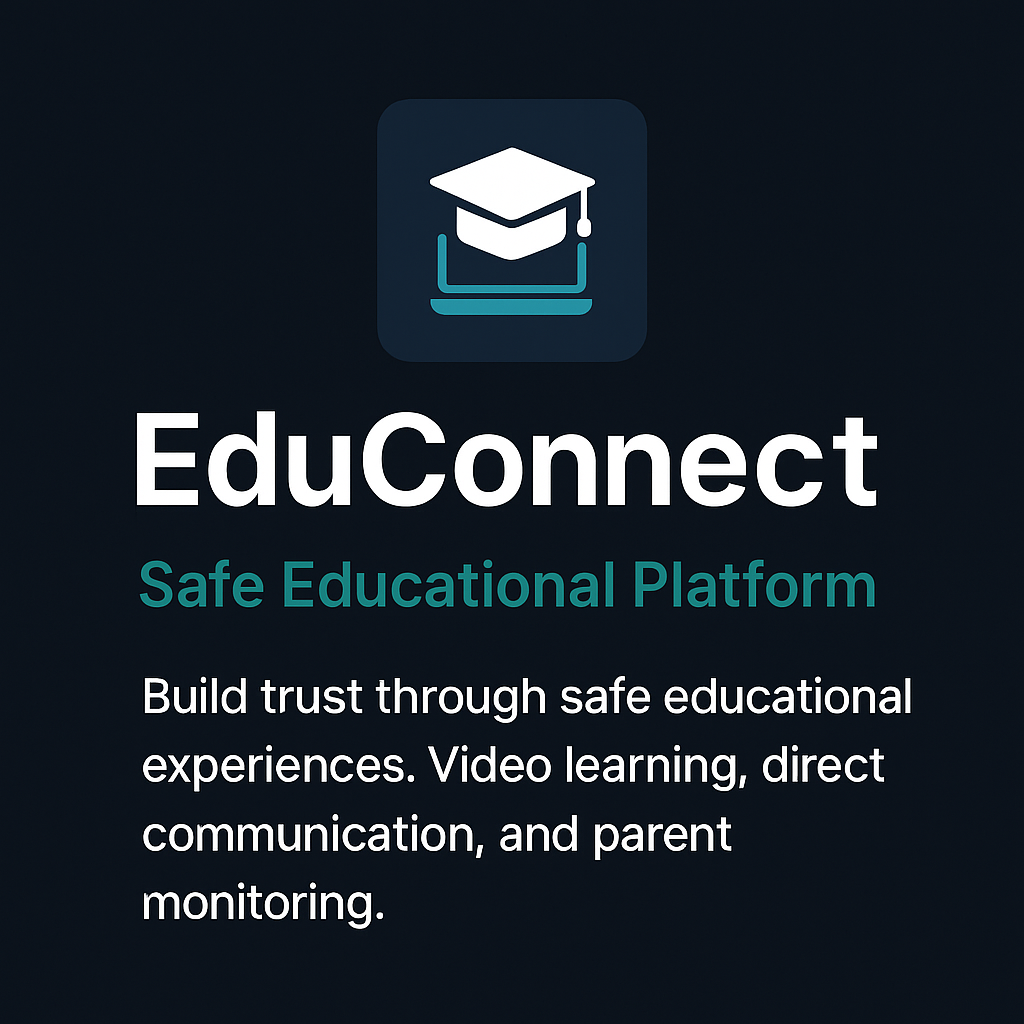 EduConnect
Safe Educational Platform
Build trust through safe educational
experiences. Video learning, direct
communication, and parent
monitoring.